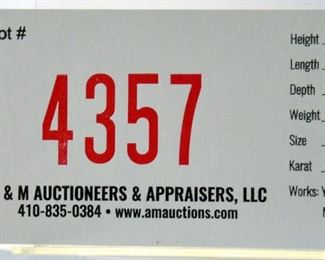 ot #
4357
& M AUCTIONEERS & APPRAISERS, LLC
410-835-0384 • www.amauctions.com
Height
Length
Depth
Weight
Size
Karat
Works: Y